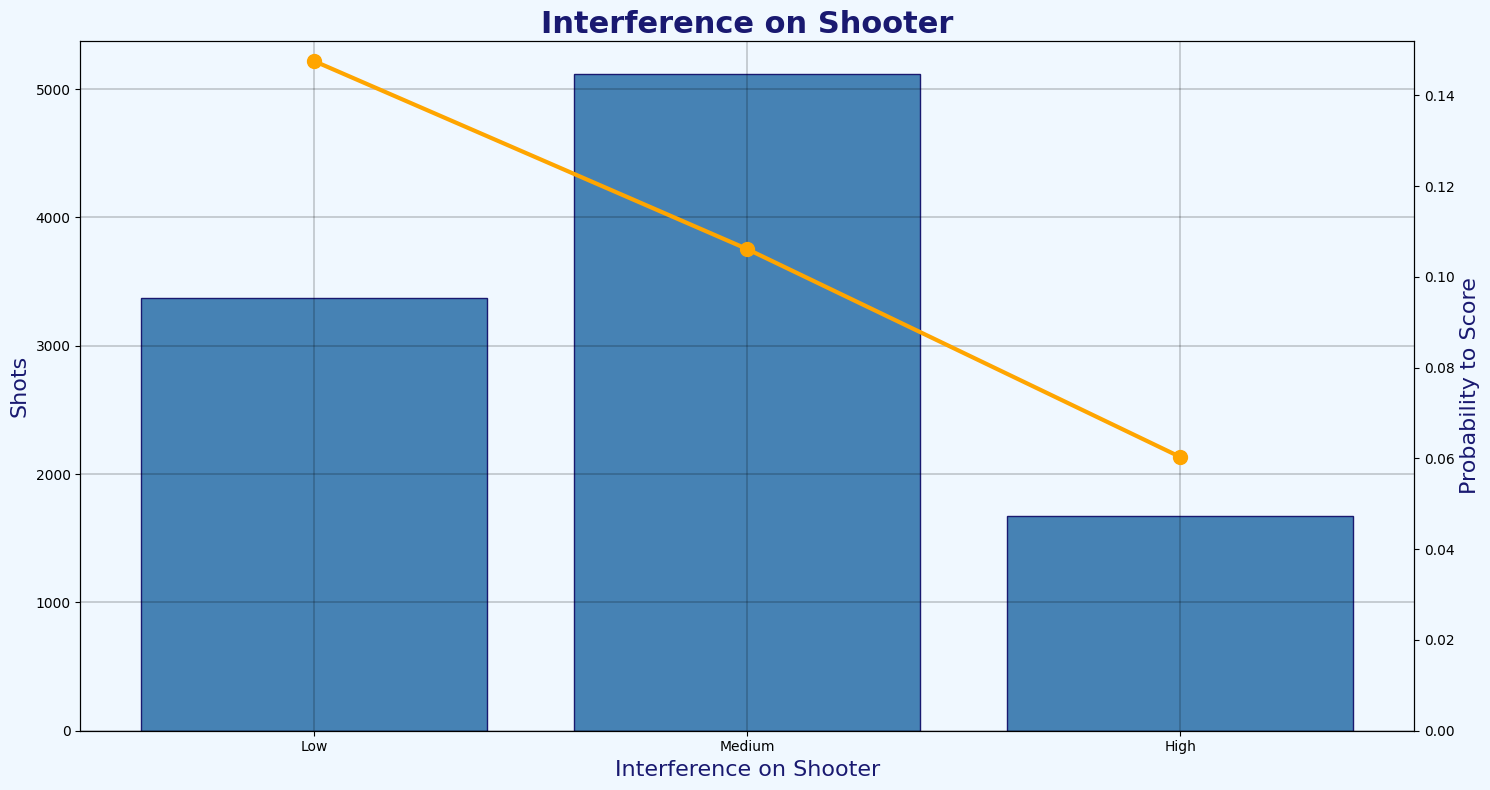 Interference on Shooter
5000
4000
3000
2000
1000
0
Shots
0.14
0.12
0.10
0.08
0.06
0.04
0.02
0.00
Probability to Score
Low
Medium
High
Interference on Shooter